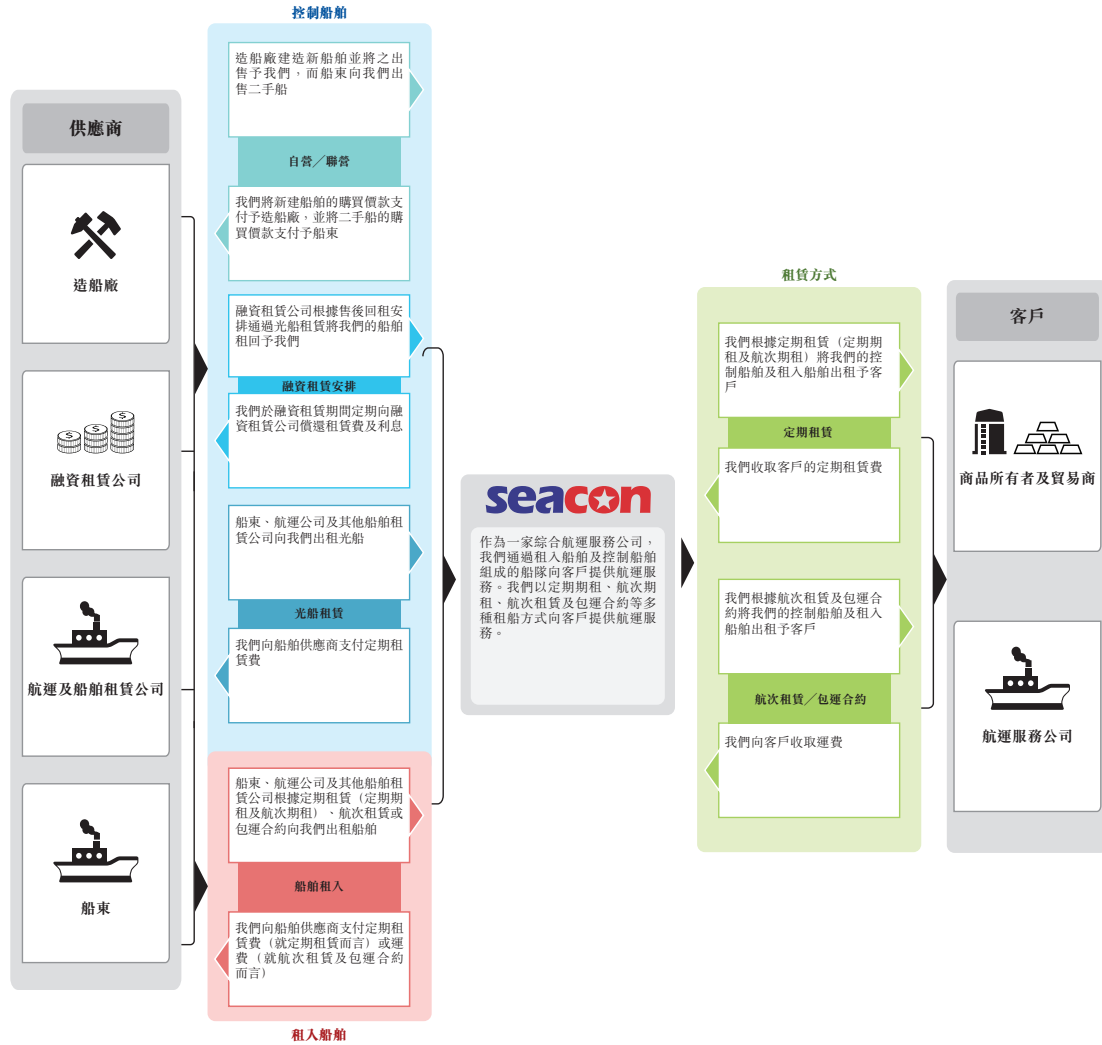 控制船舶
供應商
造船廠
融資租賃公司
航運及船舶租賃公司
船東
造船廠建造新船舶並將之出
售予我們，而船東向我們出
售二手船
自營／聯營
我們將新建船舶的購買價款支
付予造船廠，並將二手船的購
買價款支付予船東
融資租賃公司根據售後回租安
排通過光船租賃將我們的船舶
租回予我們
融資租賃安排
我們於融資租賃期間定期向融
資租賃公司償還租賃費及利息
船東、航運公司及其他船舶租
賃公司向我們出租光船
光船租賃
我們向船舶供應商支付定期租
賃費
船東、航運公司及其他船舶租
賃公司根據定期租賃（定期期
租及航次期租）、航次租賃或
包運合約向我們出租船舶
船舶租入
我們向船舶供應商支付定期租
賃費（就定期租賃而言）或運
費（就航次租賃及包運合約
而言）
租入船舶
seacon
作為一家綜合航運服務公司，
我們通過租入船舶及控制船舶
組成的船隊向客戶提供航運服
務。我們以定期期租、航次期
租、航次租賃及包運合約等多
種租船方式向客戶提供航運服
務。
租賃方式
我們根據定期租賃（定期期
租及航次期租）將我們的控
制船舶及租入船舶出租予客
戶
定期租賃
我們收取客戶的定期租賃費
我們根據航次租賃及包運合
約將我們的控制船舶及租入
船舶出租予客戶
航次租賃／包運合約
我們向客戶收取運費
客戶
商品所有者及貿易商
航運服務公司